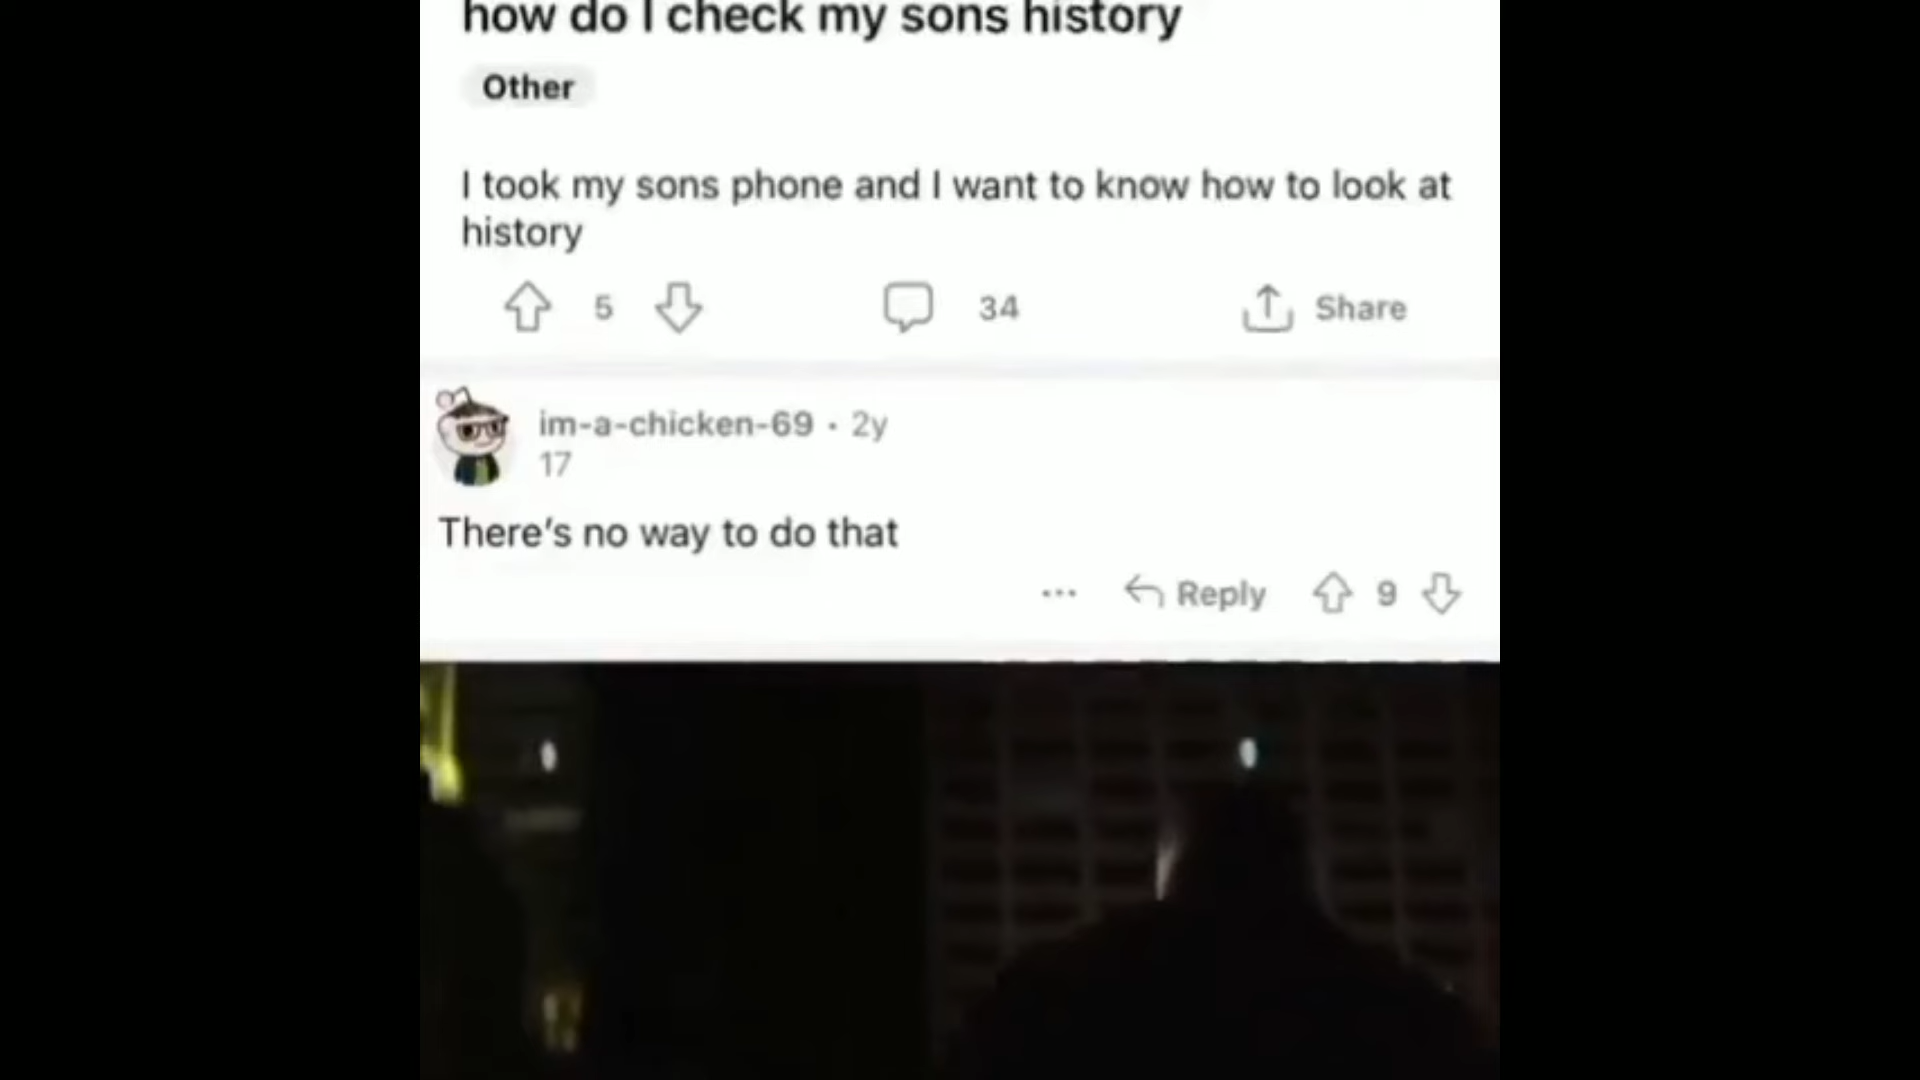 how do I check my sons history
Other
I took my sons phone and I want to know how to look at
history
5
34
Share
im-a-chicken-69 · 2y
17
There's no way to do that
... Reply 9